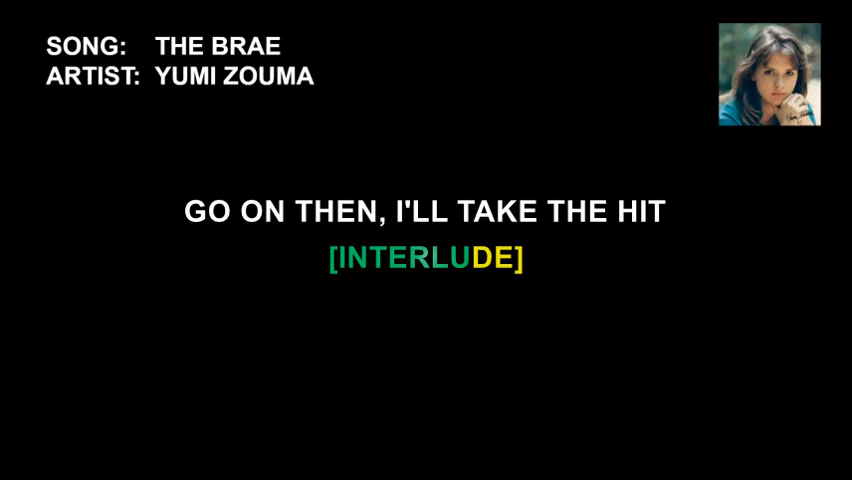 SONG: THE BRAE
ARTIST: YUMI ZOUMA
GO ON THEN, I'LL TAKE THE HIT
[INTERLUDE]